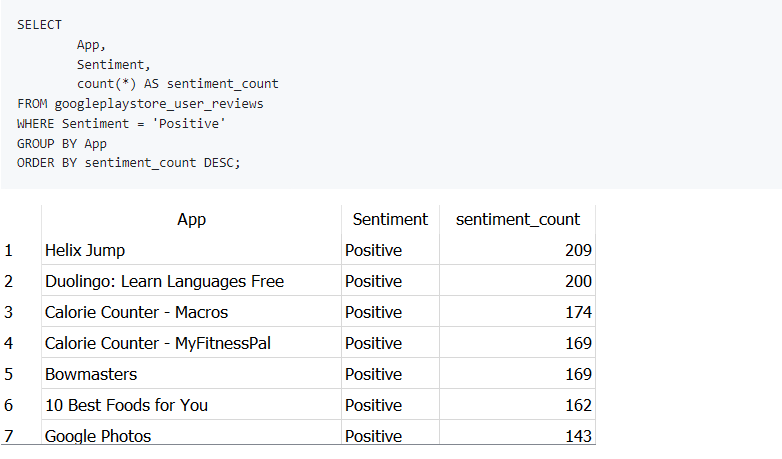 SELECT
App,
Sentiment,
count(*) AS sentiment_count
FROM googleplaystore_user_reviews
WHERE Sentiment = 'Positive'
GROUP BY App
ORDER BY sentiment_count DESC;
App Sentiment sentiment_count
1 Helix Jump Positive 209
2 Duolingo: Learn Languages Free Positive 200
3 Calorie Counter - Macros Positive 174
4 Calorie Counter - MyFitnessPal Positive 169
5 Bowmasters Positive 169
6 10 Best Foods for You Positive 162
7 Google Photos Positive 143